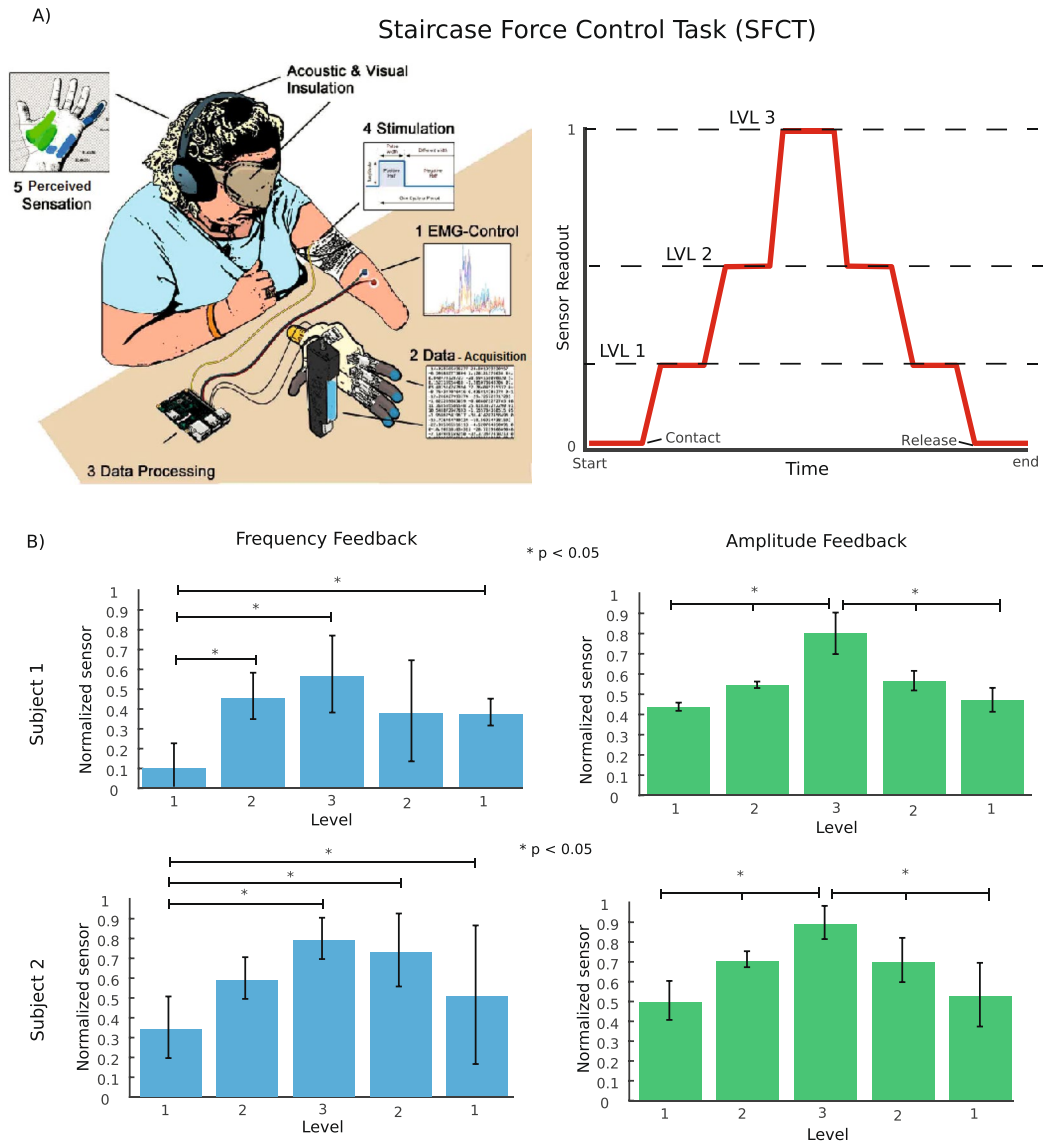 A)
Staircase Force Control Task (SFCT)
Acoustic & Visual
Insulation
4 Stimulation
5 Perceived
Sensation
1 EMG-Control
2 Data - Acquisition
3 Data Processing
Sensor Readout
1
0
LVL 3
LVL 2
LVL 1
Contact
Release
Start
end
Time
B)
Frequency Feedback
* p < 0.05
Amplitude Feedback
Subject 1
Normalized sensor
1
0.9
0.8
0.7
0.6
0.5
0.4
0.3
0.2
0.1
0
*
*
*
1 2 3 2 1
Level
Normalized sensor
1
0.9
0.8
0.7
0.6
0.5
0.4
0.3
0.2
0.1
0
* *
1 2 3 2 1
Level
* p < 0.05
Subject 2
Normalized sensor
1
0.9
0.8
0.7
0.6
0.5
0.4
0.3
0.2
0.1
0
*
*
*
1 2 3 2 1
Level
Normalized sensor
1
0.9
0.8
0.7
0.6
0.5
0.4
0.3
0.2
0.1
0
* *
1 2 3 2 1
Level